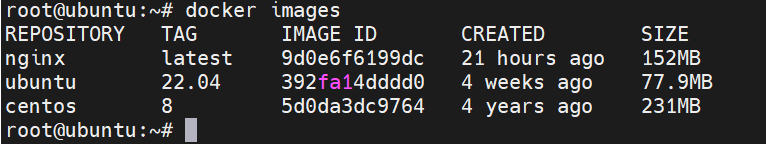 root@ubuntu:~# docker images
REPOSITORY   TAG       IMAGE ID       CREATED        SIZE
nginx        latest    9d0e6f6199dc   21 hours ago   152MB
ubuntu       22.04     392fa14dddd0   4 weeks ago    77.9MB
centos       8         5d0da3dc9764   4 years ago    231MB
root@ubuntu:~#